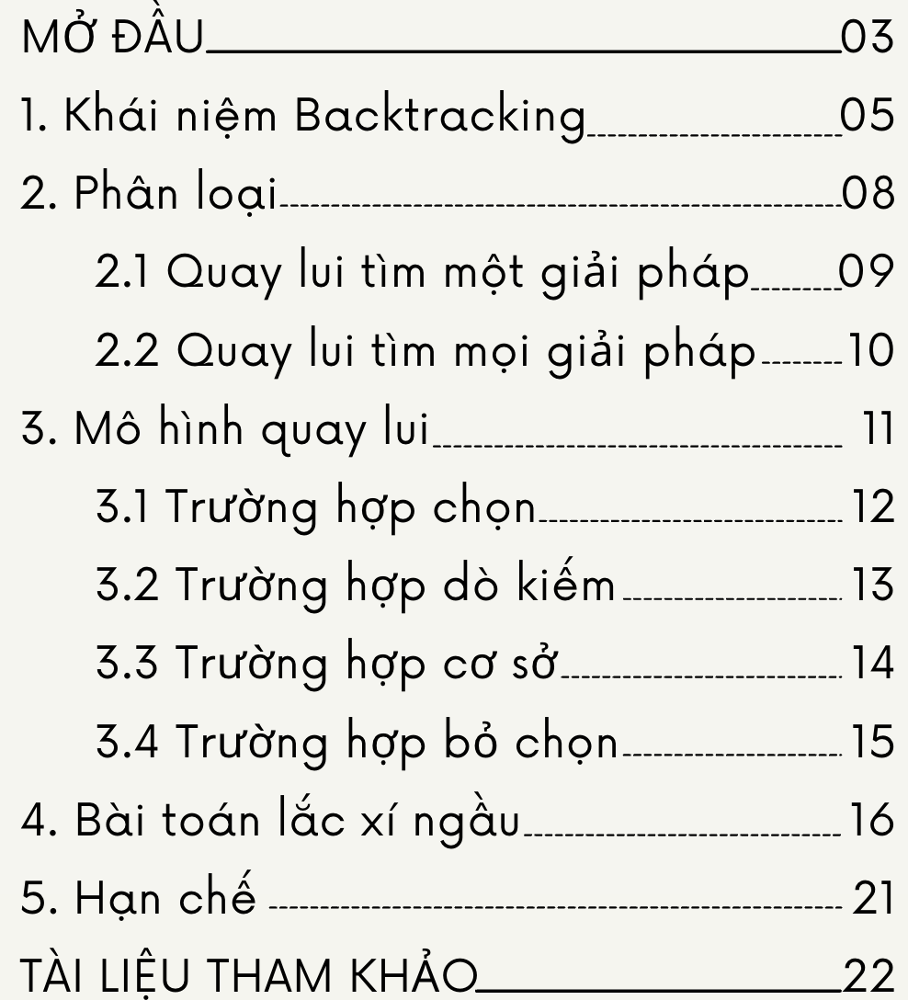 MỞ ĐẦU 03
1. Khái niệm Backtracking 05
2. Phân loại 08
2.1 Quay lui tìm một giải pháp 09
2.2 Quay lui tìm mọi giải pháp 10
3. Mô hình quay lui 11
3.1 Trường hợp chọn 12
3.2 Trường hợp dò kiếm 13
3.3 Trường hợp cơ sở 14
3.4 Trường hợp bỏ chọn 15
4. Bài toán lắc xí ngầu 16
5. Hạn chế 21
TÀI LIỆU THAM KHẢO 22